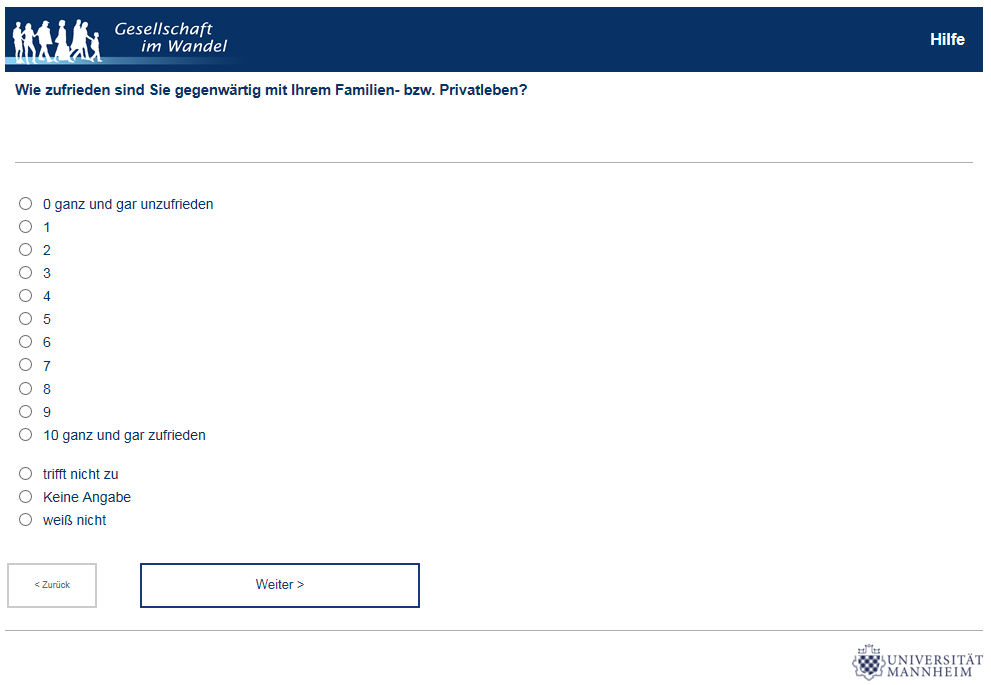 Gesellschaft
im Wandel
Hilfe
Wie zufrieden sind Sie gegenwärtig mit Ihrem Familien- bzw. Privatleben?
0 ganz und gar unzufrieden
1
2
3
4
5
6
7
8
9
10 ganz und gar zufrieden
trifft nicht zu
Keine Angabe
weiß nicht
< Zurück
Weiter >
UNIVERSITÄT
MANNHEIM